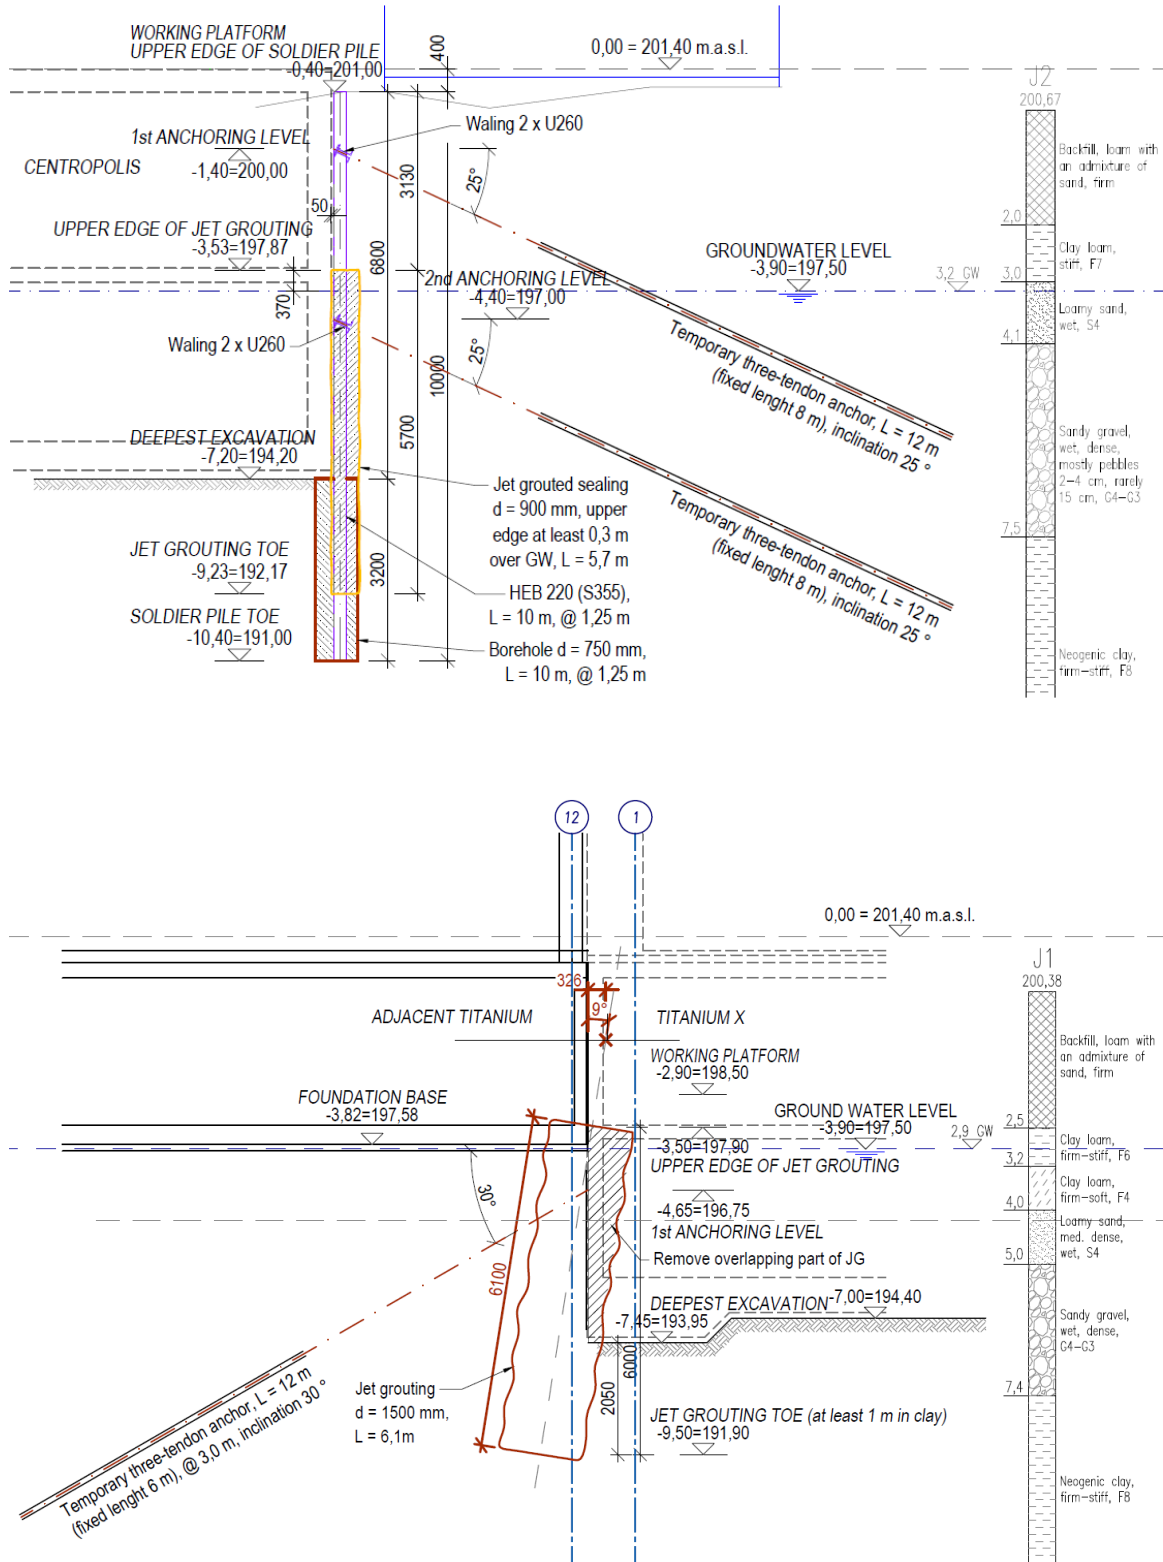 WORKING PLATFORM
UPPER EDGE OF SOLDIER PILE
-0,40=201,00
400
0,00 = 201,40 m.a.s.l.
J2
200,67
1st ANCHORING LEVEL
-1,40=200,00
CENTROPOLIS
Waling 2 x U260
25°
3130
50
UPPER EDGE OF JET GROUTING
-3,53=197,87
6800
370
2nd ANCHORING LEVEL
-4,40=197,00
GROUNDWATER LEVEL
-3,90=197,50
3,2 GW
Waling 2 x U260
25°
10000
5700
Temporary three-tendon anchor, L = 12 m
(fixed lenght 8 m), inclination 25 °
Temporary three-tendon anchor, L = 12 m
(fixed lenght 8 m), inclination 25 °
DEEPEST EXCAVATION
-7,20=194,20
Jet grouted sealing
d = 900 mm, upper
edge at least 0,3 m
over GW, L = 5,7 m
JET GROUTING TOE
-9,23=192,17
3200
HEB 220 (S355),
L = 10 m, @ 1,25 m
SOLDIER PILE TOE
-10,40=191,00
Borehole d = 750 mm,
L = 10 m, @ 1,25 m
Backfill, loam with
an admixture of
sand, firm
2,0
Clay loam,
stiff, F7
3,0
Loamy sand,
wet, S4
4,1
Sandy gravel,
wet, dense,
mostly pebbles
2-4 cm, rarely
15 cm, G4-G3
7,5
Neogenic clay,
firm-stiff, F8
12
1
0,00 = 201,40 m.a.s.l.
J1
200,38
326
9°
ADJACENT TITANIUM
TITANIUM X
WORKING PLATFORM
-2,90=198,50
FOUNDATION BASE
-3,82=197,58
GROUND WATER LEVEL
-3,90=197,50
2,9 GW
-3,50=197,90
UPPER EDGE OF JET GROUTING
30°
-4,65=196,75
1st ANCHORING LEVEL
Remove overlapping part of JG
6100
DEEPEST EXCAVATION
-7,00=194,40
-7,45=193,95
6000
2050
Jet grouting
d = 1500 mm,
L = 6,1m
JET GROUTING TOE (at least 1 m in clay)
-9,50=191,90
Temporary three-tendon anchor, L = 12 m
(fixed lenght 6 m), @ 3,0 m, inclination 30 °
Backfill, loam with
an admixture of
sand, firm
2,5
Clay loam,
firm-stiff, F6
3,2
Clay loam,
firm-soft, F4
4,0
Loamy sand,
med. dense,
wet, S4
5,0
Sandy gravel,
wet, dense,
G4-G3
7,4
Neogenic clay,
firm-stiff, F8